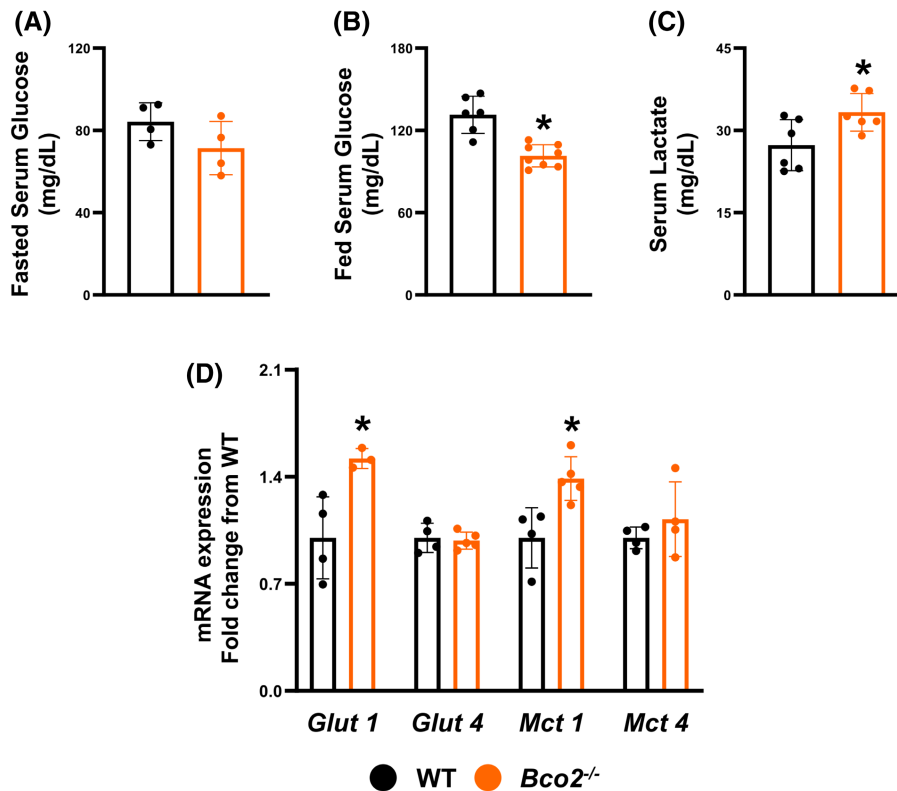 (A)
Fasted Serum Glucose
(mg/dL)
120
80
40
0
(B)
Fed Serum Glucose
(mg/dL)
180
120
60
0
*
(C)
Serum Lactate
(mg/dL)
45
30
15
0
*
(D)
mRNA expression
Fold change from WT
2.1
1.4
0.7
0.0
* *
Glut 1 Glut 4 Mct 1 Mct 4
WT Bco2-/-